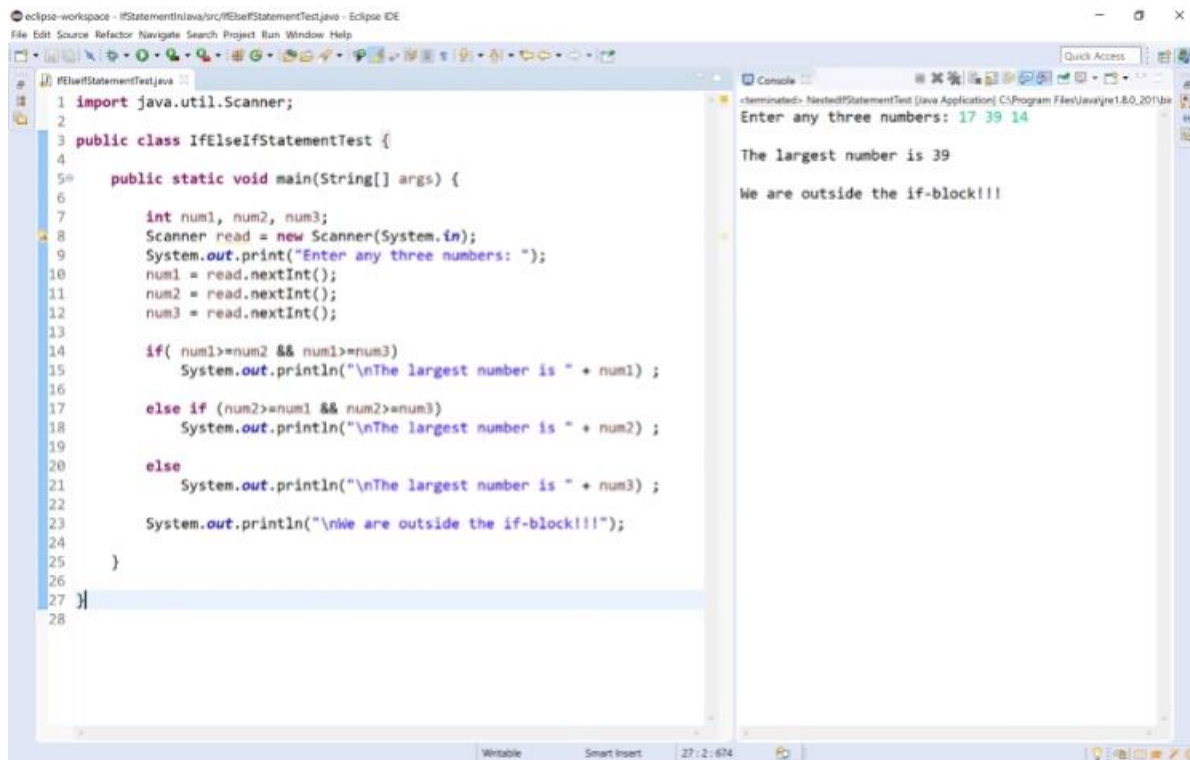 eclipse-workspace - IfStatementInJava/src/IfElseIfStatementTest.java - Eclipse IDE
File Edit Source Refactor Navigate Search Project Run Window Help
Quick Access
IfElseIfStatementTest.java
1 import java.util.Scanner;
2
3 public class IfElseIfStatementTest {
4
5     public static void main(String[] args) {
6
7         int num1, num2, num3;
8         Scanner read = new Scanner(System.in);
9         System.out.print("Enter any three numbers: ");
10         num1 = read.nextInt();
11         num2 = read.nextInt();
12         num3 = read.nextInt();
13
14         if( num1>=num2 && num1>=num3)
15             System.out.println("\nThe largest number is " + num1) ;
16
17         else if (num2>=num1 && num2>=num3)
18             System.out.println("\nThe largest number is " + num2) ;
19
20         else
21             System.out.println("\nThe largest number is " + num3) ;
22
23         System.out.println("\nWe are outside the if-block!!!");
24
25     }
26
27 }
28
Console
<terminated> NestedIfStatementTest [Java Application] C:\Program Files\Java\jre1.8.0_201\bin
Enter any three numbers: 17 39 14
The largest number is 39
We are outside the if-block!!!
Writable Smart Insert 27 : 2 : 674